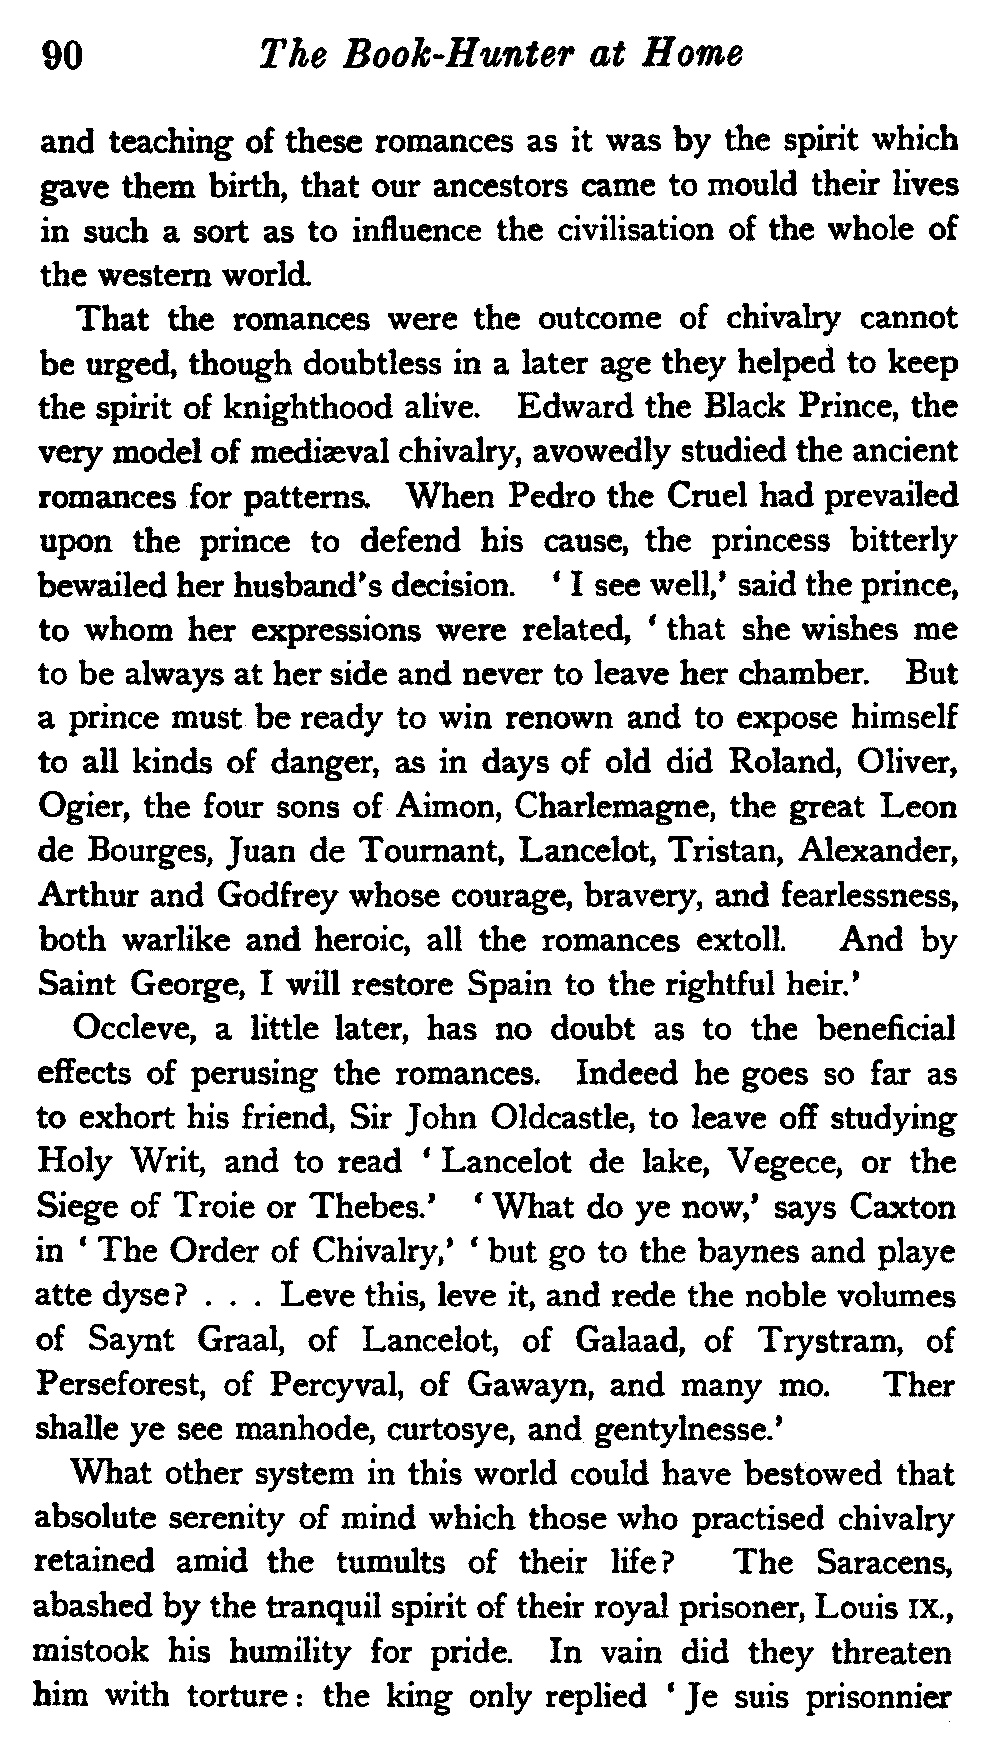 90 The Book-Hunter at Home
and teaching of these romances as it was by the spirit which
gave them birth, that our ancestors came to mould their lives
in such a sort as to influence the civilisation of the whole of
the western world.
That the romances were the outcome of chivalry cannot
be urged, though doubtless in a later age they helped to keep
the spirit of knighthood alive. Edward the Black Prince, the
very model of mediæval chivalry, avowedly studied the ancient
romances for patterns. When Pedro the Cruel had prevailed
upon the prince to defend his cause, the princess bitterly
bewailed her husband's decision. ‘ I see well,’ said the prince,
to whom her expressions were related, ‘ that she wishes me
to be always at her side and never to leave her chamber. But
a prince must be ready to win renown and to expose himself
to all kinds of danger, as in days of old did Roland, Oliver,
Ogier, the four sons of Aimon, Charlemagne, the great Leon
de Bourges, Juan de Tournant, Lancelot, Tristan, Alexander,
Arthur and Godfrey whose courage, bravery, and fearlessness,
both warlike and heroic, all the romances extoll. And by
Saint George, I will restore Spain to the rightful heir.’
Occleve, a little later, has no doubt as to the beneficial
effects of perusing the romances. Indeed he goes so far as
to exhort his friend, Sir John Oldcastle, to leave off studying
Holy Writ, and to read ‘ Lancelot de lake, Vegece, or the
Siege of Troie or Thebes.’ ‘ What do ye now,’ says Caxton
in ‘ The Order of Chivalry,’ ‘ but go to the baynes and playe
atte dyse? . . . Leve this, leve it, and rede the noble volumes
of Saynt Graal, of Lancelot, of Galaad, of Trystram, of
Perseforest, of Percyval, of Gawayn, and many mo. Ther
shalle ye see manhode, curtosye, and gentylnesse.’
What other system in this world could have bestowed that
absolute serenity of mind which those who practised chivalry
retained amid the tumults of their life? The Saracens,
abashed by the tranquil spirit of their royal prisoner, Louis IX.,
mistook his humility for pride. In vain did they threaten
him with torture: the king only replied ‘ Je suis prisonnier